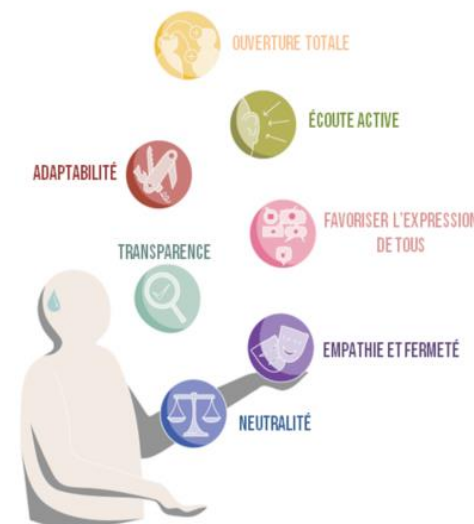 OUVERTURE TOTALE
ÉCOUTE ACTIVE
ADAPTABILITÉ
FAVORISER L'EXPRESSION
DE TOUS
TRANSPARENCE
EMPATHIE ET FERMETÉ
NEUTRALITÉ